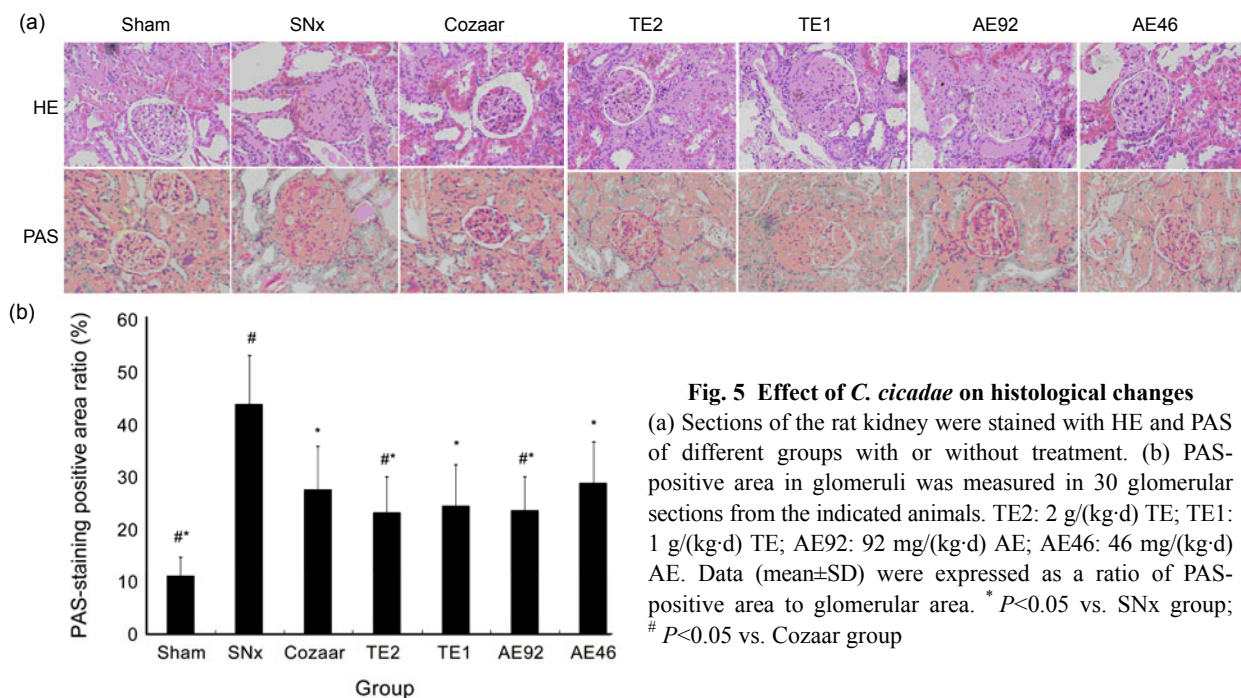 (a)
Sham SNx Cozaar TE2 TE1 AE92 AE46
HE
PAS
(b)
PAS-staining positive area ratio (%)
60
50
40
30
20
10
0
#*
#
*
#*
*
#*
*
Sham SNx Cozaar TE2 TE1 AE92 AE46
Group
Fig. 5 Effect of C. cicadae on histological changes
(a) Sections of the rat kidney were stained with HE and PAS
of different groups with or without treatment. (b) PAS-
positive area in glomeruli was measured in 30 glomerular
sections from the indicated animals. TE2: 2 g/(kg·d) TE; TE1:
1 g/(kg·d) TE; AE92: 92 mg/(kg·d) AE; AE46: 46 mg/(kg·d)
AE. Data (mean±SD) were expressed as a ratio of PAS-
positive area to glomerular area. * P<0.05 vs. SNx group;
# P<0.05 vs. Cozaar group